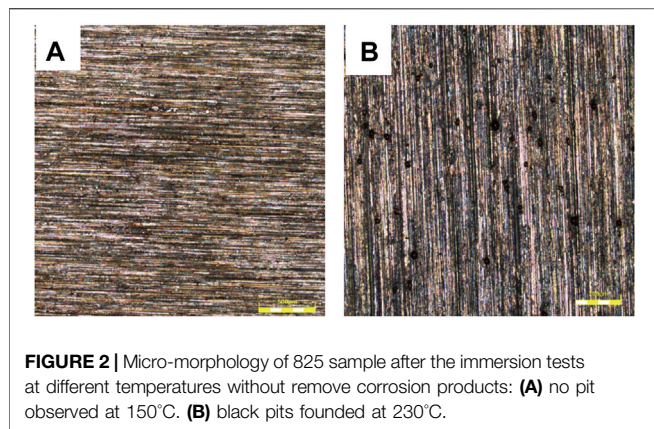 A
B
FIGURE 2 | Micro-morphology of 825 sample after the immersion tests
at different temperatures without remove corrosion products: (A) no pit
observed at 150°C. (B) black pits founded at 230°C.